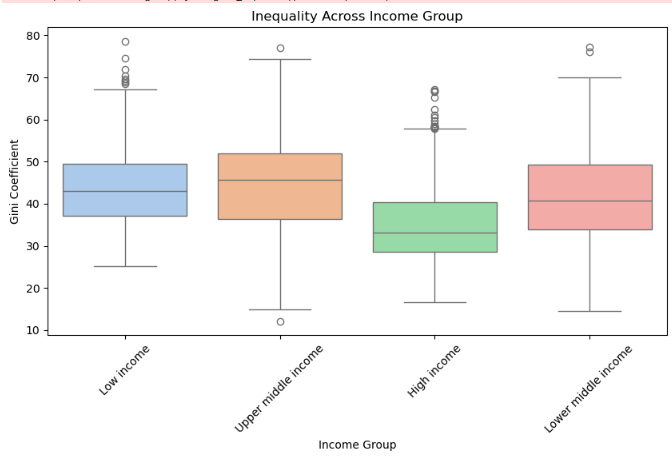 Inequality Across Income Group
80
70
60
50
40
30
20
10
Gini Coefficient
Low income
Upper middle income
High income
Lower middle income
Income Group